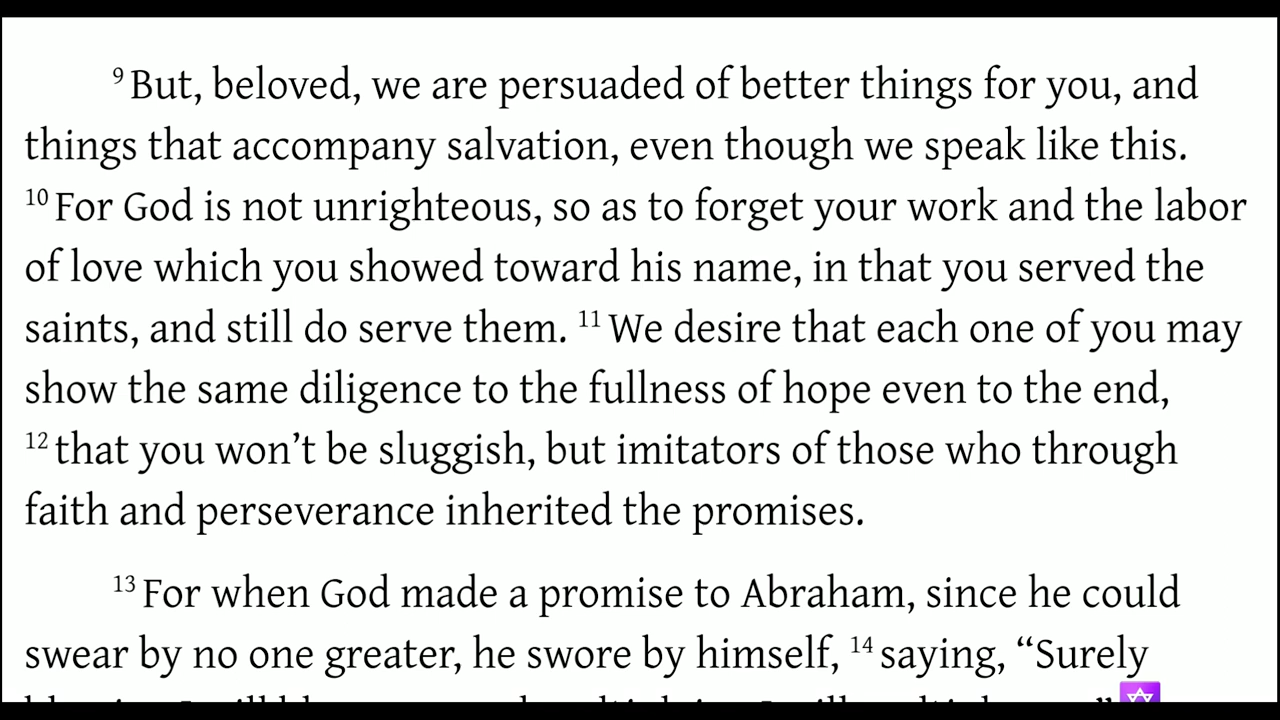 ⁹ But, beloved, we are persuaded of better things for you, and
things that accompany salvation, even though we speak like this.
¹⁰ For God is not unrighteous, so as to forget your work and the labor
of love which you showed toward his name, in that you served the
saints, and still do serve them. ¹¹ We desire that each one of you may
show the same diligence to the fullness of hope even to the end,
¹² that you won’t be sluggish, but imitators of those who through
faith and perseverance inherited the promises.
¹³ For when God made a promise to Abraham, since he could
swear by no one greater, he swore by himself, ¹⁴ saying, “Surely